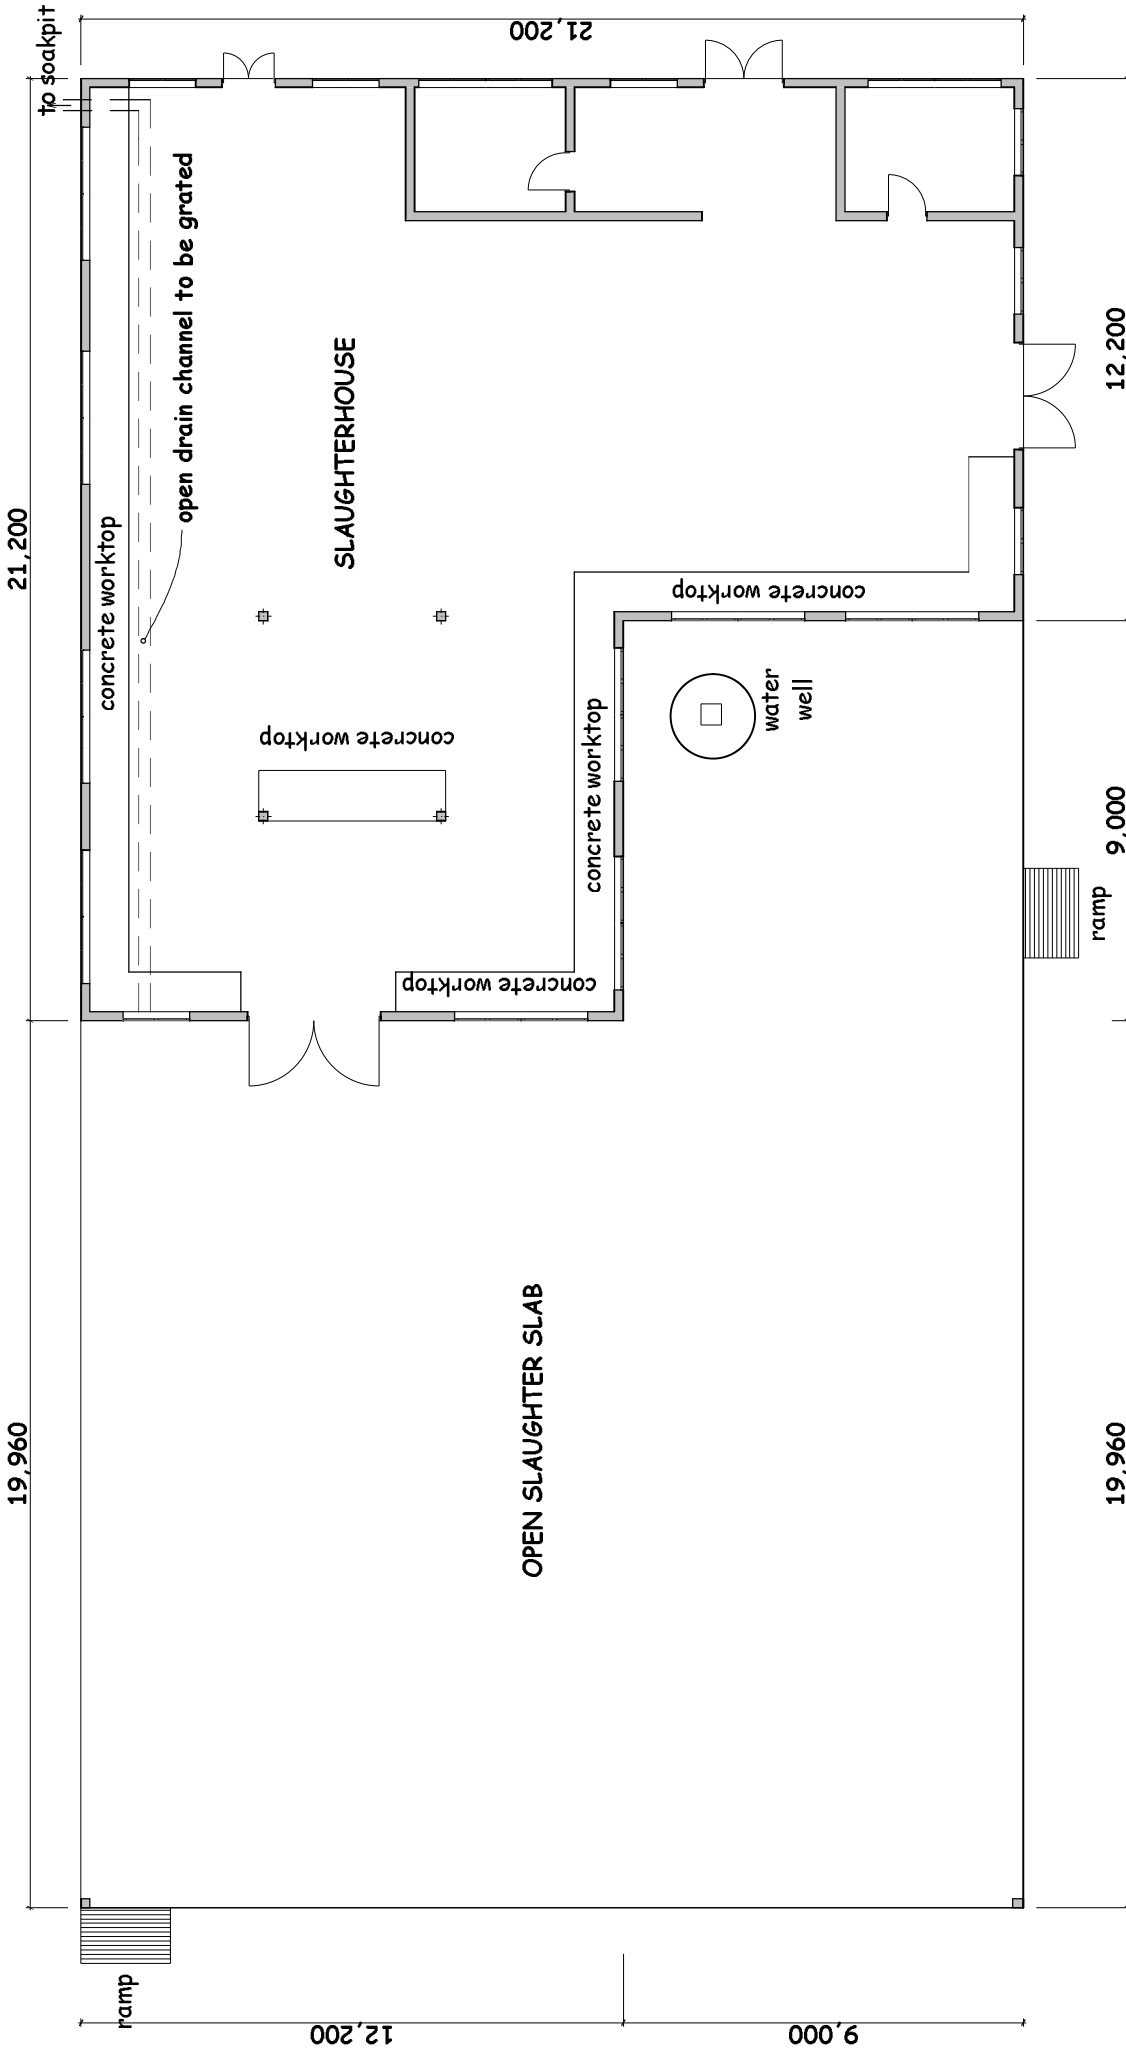 21,200
to soakpit
open drain channel to be grated
SLAUGHTERHOUSE
12,200
21,200
concrete worktop
concrete worktop
concrete worktop
concrete worktop
water
well
9,000
ramp
concrete worktop
OPEN SLAUGHTER SLAB
19,960
19,960
ramp
12,200
9,000